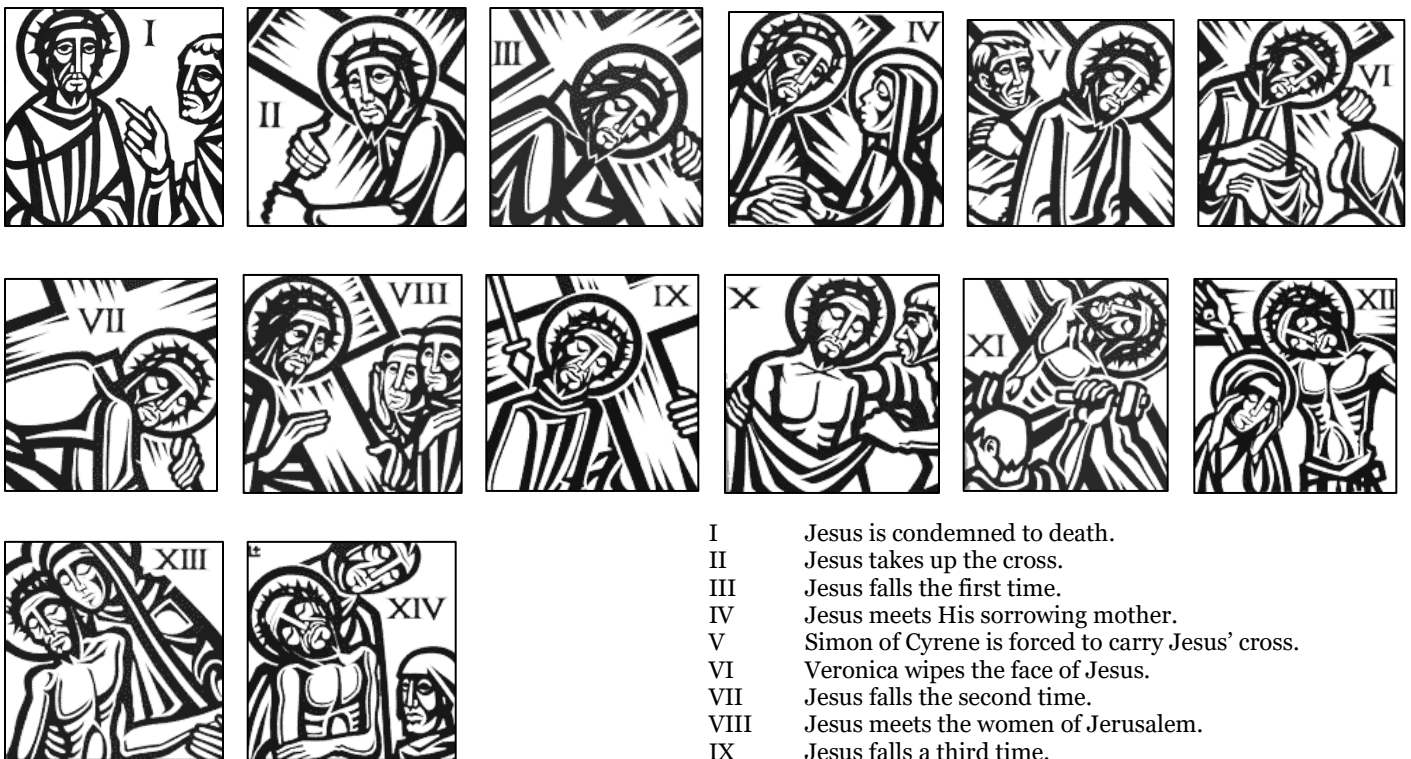 I
II
III
IV
V
VI
VII
VIII
IX
X
XI
XII
XIII
XIV
I Jesus is condemned to death.
II Jesus takes up the cross.
III Jesus falls the first time.
IV Jesus meets His sorrowing mother.
V Simon of Cyrene is forced to carry Jesus’ cross.
VI Veronica wipes the face of Jesus.
VII Jesus falls the second time.
VIII Jesus meets the women of Jerusalem.
IX Jesus falls a third time.